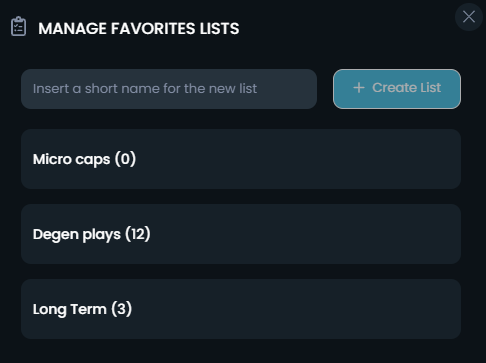 MANAGE FAVORITES LISTS
Insert a short name for the new list
+ Create List
Micro caps (0)
Degen plays (12)
Long Term (3)